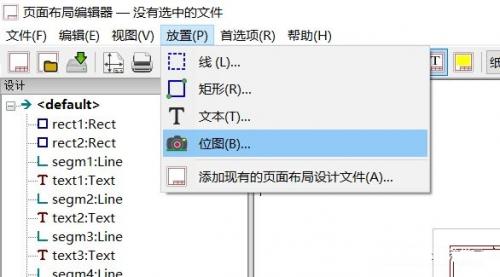 页面布局编辑器 — 没有选中的文件
文件(F) 编辑(E) 视图(V) 放置(P) 首选项(R) 帮助(H)
线 (L)...
矩形(R)...
文本(T)...
位图(B)...
添加现有的页面布局设计文件(A)...
T
纸
设计
<default>
rect1:Rect
rect2:Rect
segm1:Line
text1:Text
segm2:Line
text2:Text
segm3:Line
text3:Text
segm4:Line